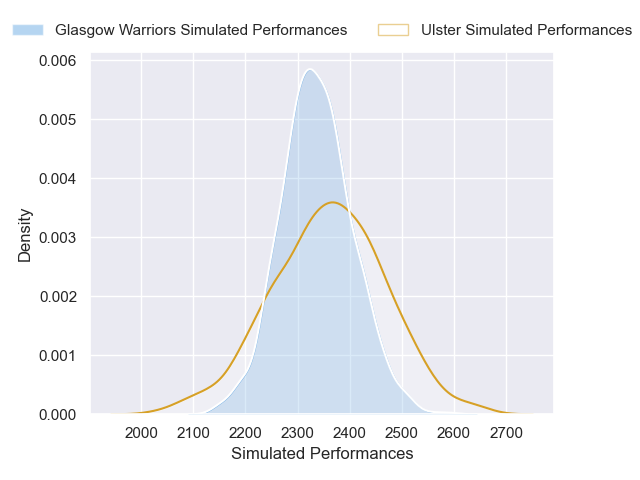 Glasgow Warriors Simulated Performances
Ulster Simulated Performances
0.006
0.005
0.004
0.003
0.002
0.001
0.000
Density
2000 2100 2200 2300 2400 2500 2600 2700
Simulated Performances